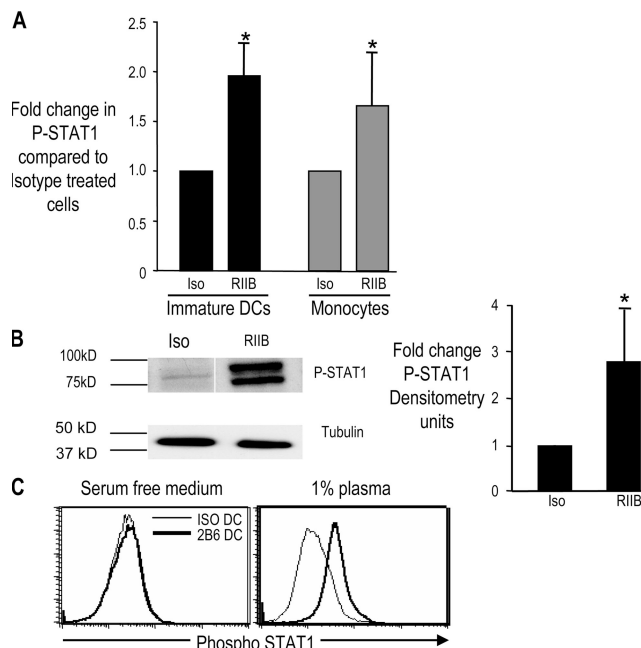 A
Fold change in
P-STAT1
compared to
Isotype treated
cells
2.5
2.0
1.5
1.0
0.5
0
*
*
Iso
RIIB
Iso
RIIB
Immature DCs
Monocytes
B
Iso
RIIB
100kD
75kD
P-STAT1
50 kD
37 kD
Tubulin
Fold change
P-STAT1
Densitometry
units
4
3
2
1
0
*
Iso
RIIB
C
Serum free medium
1% plasma
ISO DC
2B6 DC
Phospho STAT1